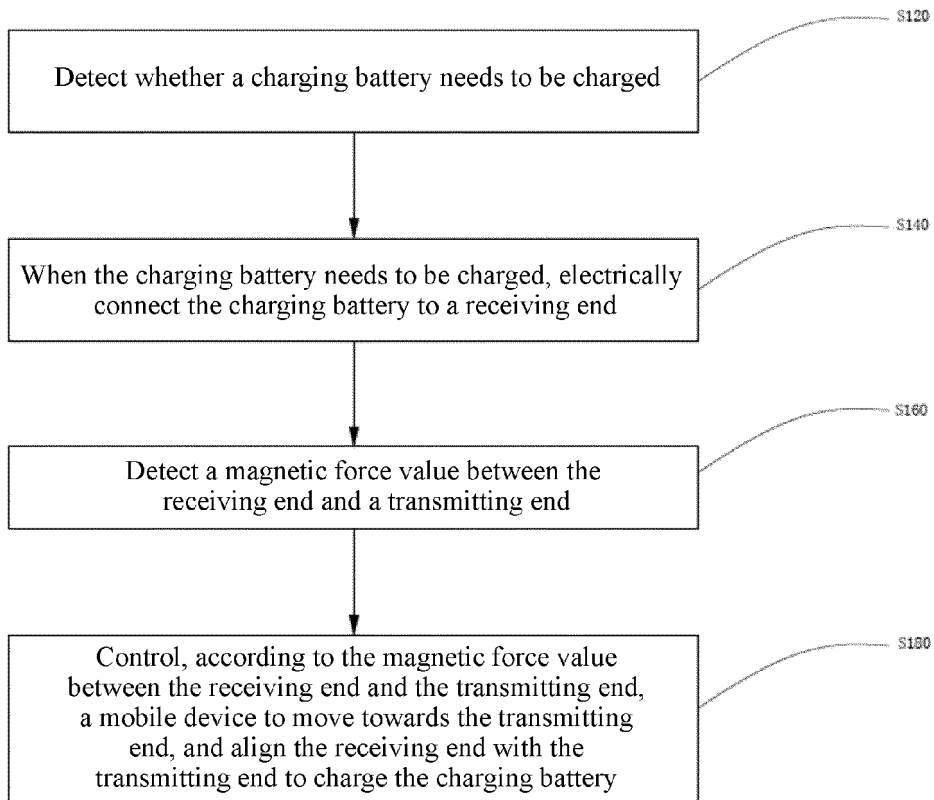 S120
Detect whether a charging battery needs to be charged
S140
When the charging battery needs to be charged, electrically
connect the charging battery to a receiving end
S160
Detect a magnetic force value between the
receiving end and a transmitting end
S180
Control, according to the magnetic force value
between the receiving end and the transmitting end,
a mobile device to move towards the transmitting
end, and align the receiving end with the
transmitting end to charge the charging battery